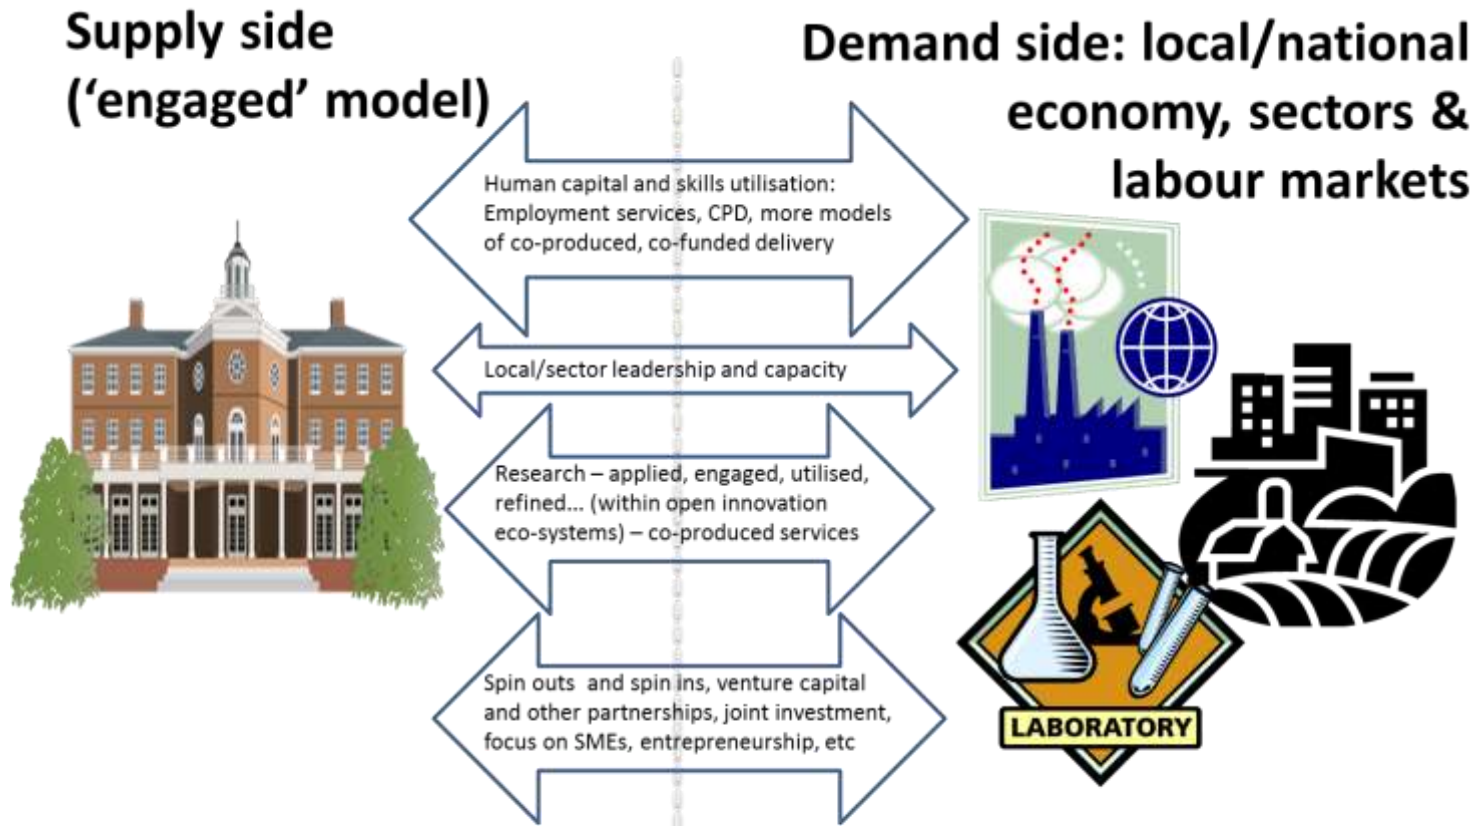 Supply side
(‘engaged’ model)
Demand side: local/national
economy, sectors &
labour markets
Human capital and skills utilisation:
Employment services, CPD, more models
of co-produced, co-funded delivery
Local/sector leadership and capacity
Research – applied, engaged, utilised,
refined... (within open innovation
eco-systems) – co-produced services
Spin outs and spin ins, venture capital
and other partnerships, joint investment,
focus on SMEs, entrepreneurship, etc
LABORATORY